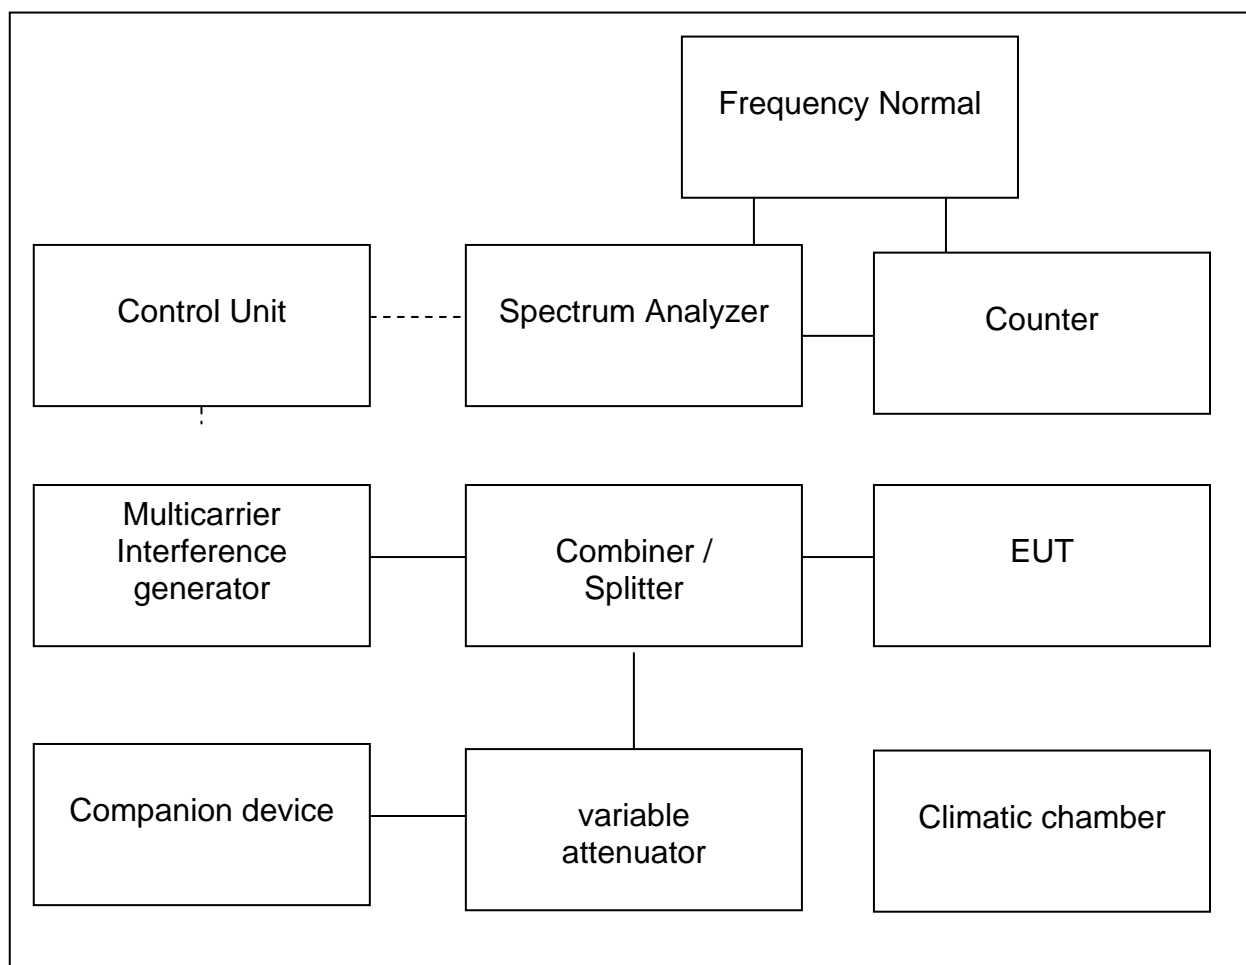 Frequency Normal
Control Unit
Spectrum Analyzer
Counter
Multicarrier
Interference
generator
Combiner /
Splitter
EUT
Companion device
variable
attenuator
Climatic chamber